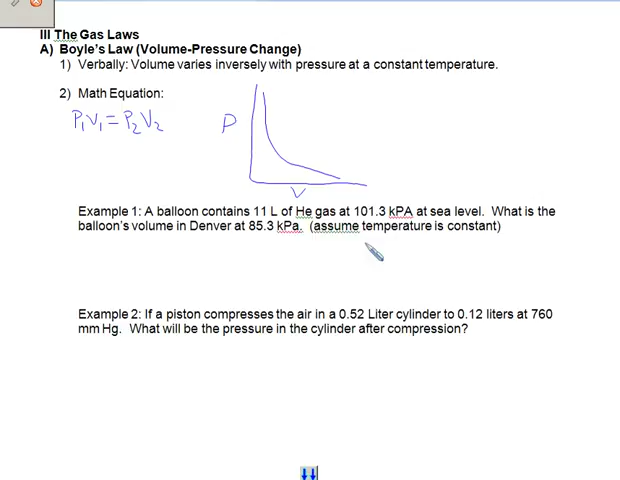 III The Gas Laws
A) Boyle's Law (Volume-Pressure Change)
1) Verbally: Volume varies inversely with pressure at a constant temperature.
2) Math Equation:
P₁V₁ = P₂V₂
P
V
Example 1: A balloon contains 11 L of He gas at 101.3 kPA at sea level. What is the
balloon's volume in Denver at 85.3 kPa. (assume temperature is constant)
Example 2: If a piston compresses the air in a 0.52 Liter cylinder to 0.12 liters at 760
mm Hg. What will be the pressure in the cylinder after compression?